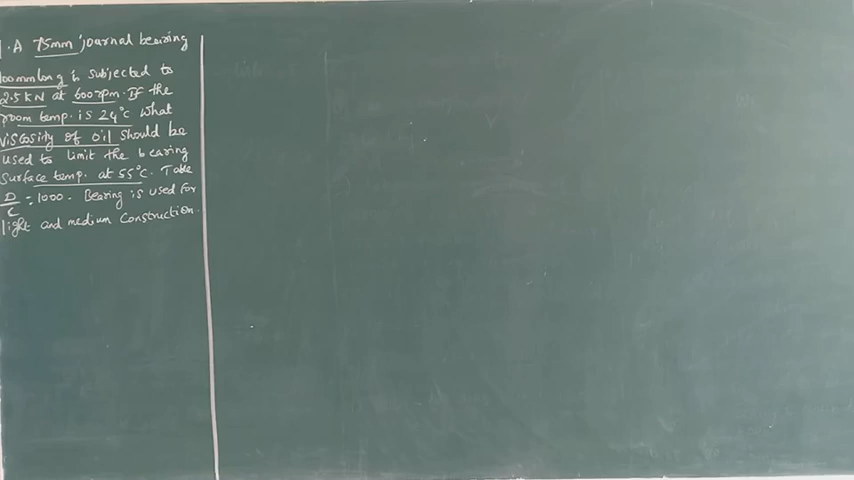 1. A 75mm journal bearing
100mm long is subjected to
2.5 kN at 600 rpm. If the
room temp. is 24°C what
viscosity of oil should be
used to limit the bearing
surface temp. at 55°C. Take
D/C = 1000. Bearing is used for
light and medium construction.